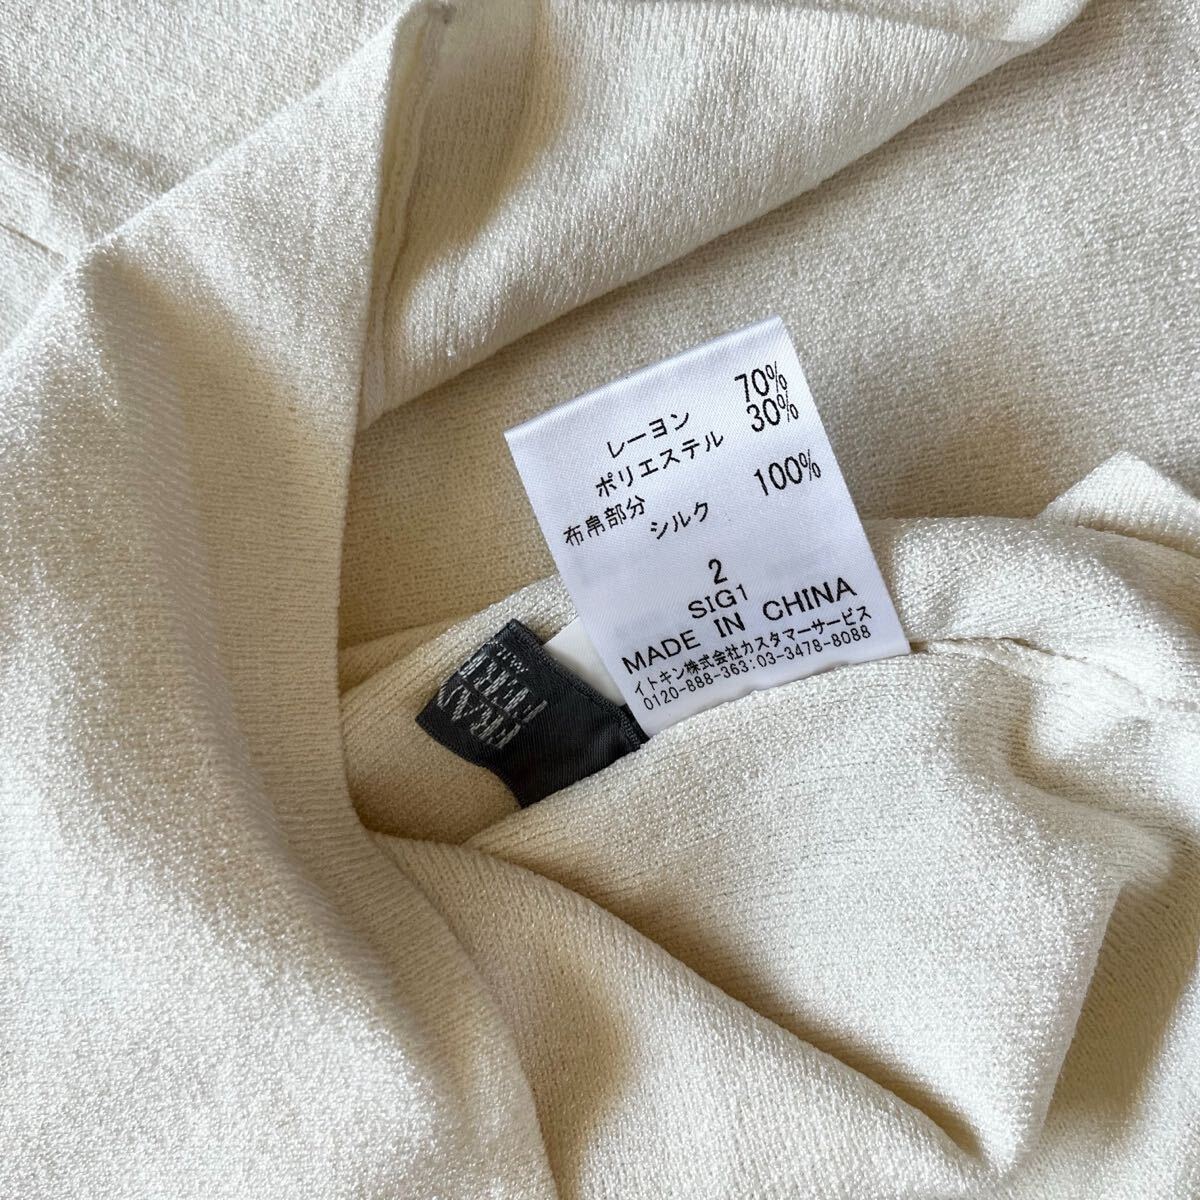 レーヨン 70%
ポリエステル 30%
布帛部分
シルク 100%
2
SIG1
MADE IN CHINA
イトキン株式会社カスタマーサービス
0120-888-363:03-3478-8088